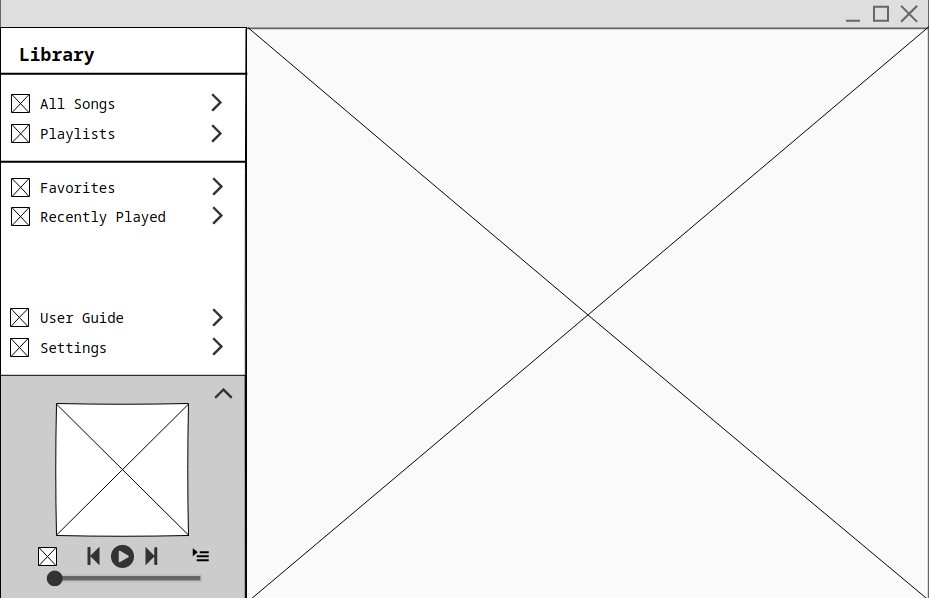 Library
All Songs
Playlists
Favorites
Recently Played
User Guide
Settings